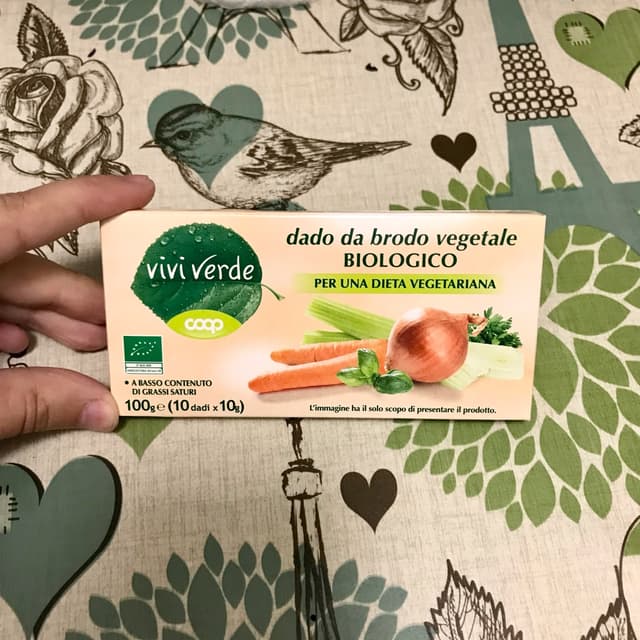 vivi verde
coop
dado da brodo vegetale
BIOLOGICO
PER UNA DIETA VEGETARIANA
• A BASSO CONTENUTO
DI GRASSI SATURI
100g e (10 dadi x 10g)
L'immagine ha il solo scopo di presentare il prodotto.